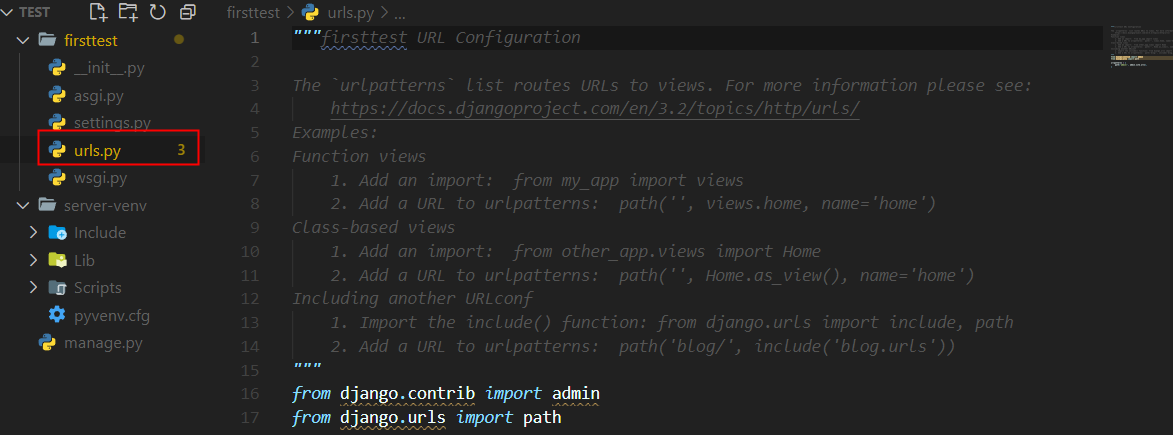 TEST
firsttest
__init__.py
asgi.py
settings.py
urls.py 3
wsgi.py
server-venv
Include
Lib
Scripts
pyvenv.cfg
manage.py
firsttest > urls.py > ...
1 """firsttest URL Configuration
2
3 The `urlpatterns` list routes URLs to views. For more information please see:
4 https://docs.djangoproject.com/en/3.2/topics/http/urls/
5 Examples:
6 Function views
7 1. Add an import:  from my_app import views
8 2. Add a URL to urlpatterns:  path('', views.home, name='home')
9 Class-based views
10 1. Add an import:  from other_app.views import Home
11 2. Add a URL to urlpatterns:  path('', Home.as_view(), name='home')
12 Including another URLconf
13 1. Import the include() function: from django.urls import include, path
14 2. Add a URL to urlpatterns:  path('blog/', include('blog.urls'))
15 """
16 from django.contrib import admin
17 from django.urls import path